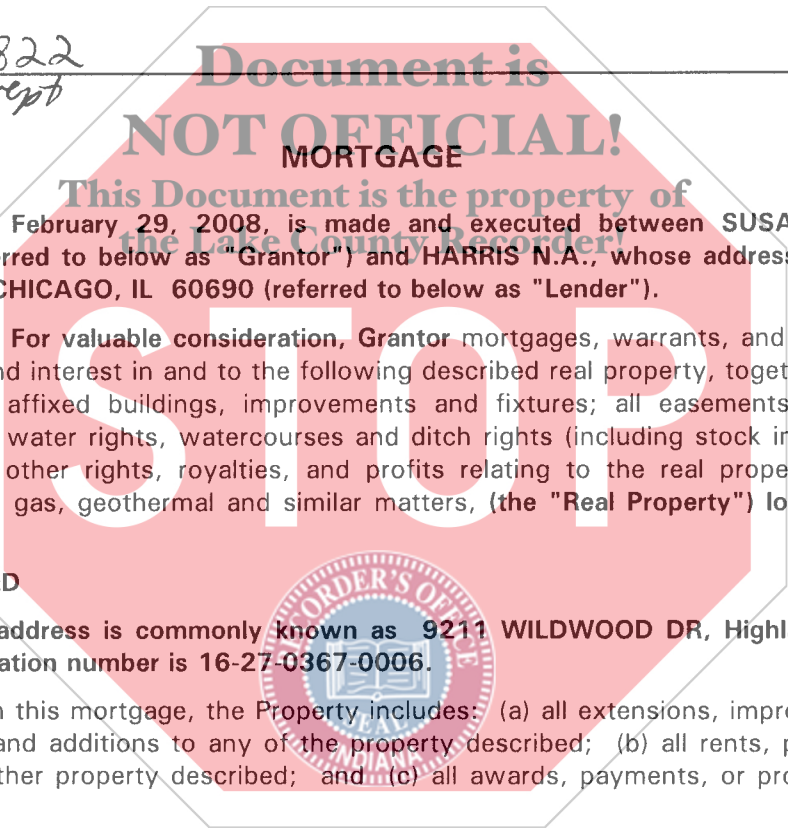 822
rept
Document is
NOT OFFICIAL!
MORTGAGE
This Document is the property of
the Lake County Recorder!
February 29, 2008, is made and executed between SUSA
rred to below as "Grantor") and HARRIS N.A., whose address
CHICAGO, IL 60690 (referred to below as "Lender").
For valuable consideration, Grantor mortgages, warrants, and
nd interest in and to the following described real property, toget
affixed buildings, improvements and fixtures; all easements
water rights, watercourses and ditch rights (including stock in
other rights, royalties, and profits relating to the real prope
gas, geothermal and similar matters, (the "Real Property") lo
STOP
D
address is commonly known as 9211 WILDWOOD DR, Highl
ation number is 16-27-0367-0006.
n this mortgage, the Property includes: (a) all extensions, impro
and additions to any of the property described; (b) all rents, p
ther property described; and (c) all awards, payments, or pro
RECORDER'S OFFICE
SEAL
INDIANA